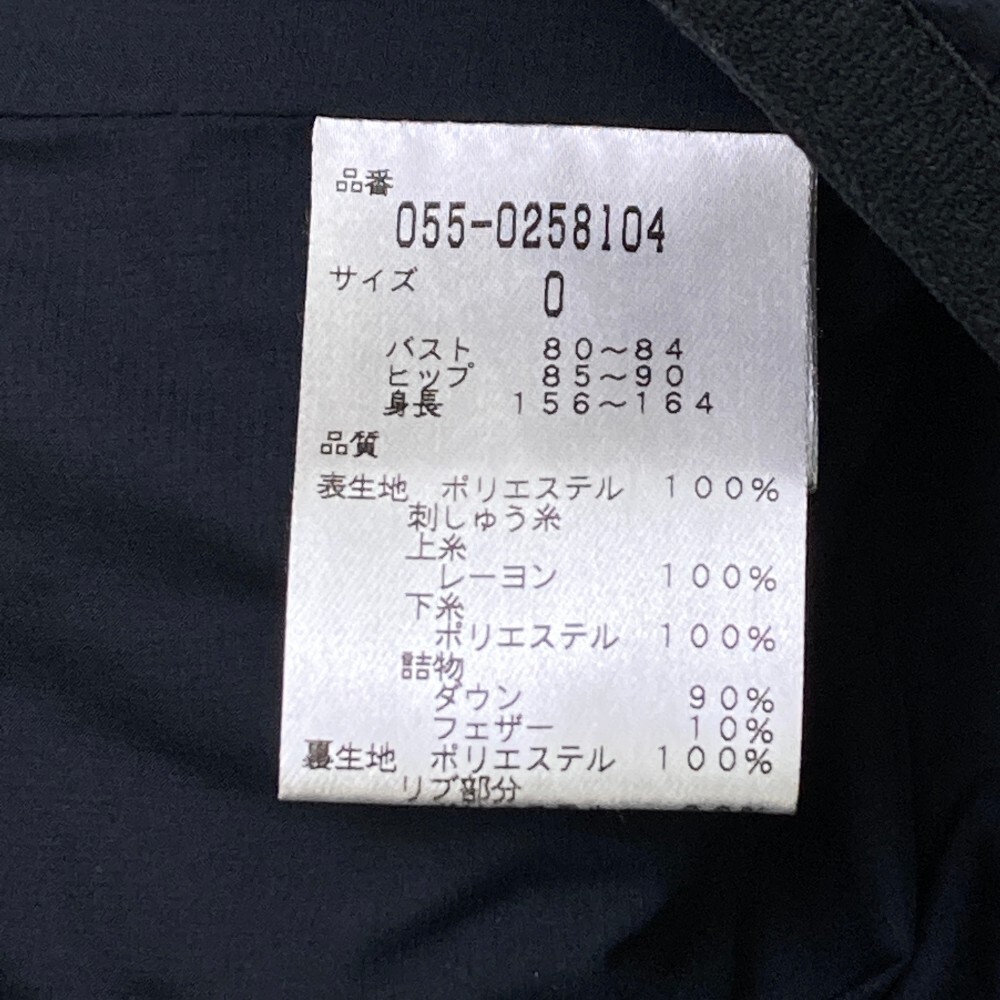 品番
055-0258104
サイズ 0
バスト 80～84
ヒップ 85～90
身長 156～164
品質
表生地 ポリエステル 100%
刺しゅう糸
上糸
レーヨン 100%
下糸
ポリエステル 100%
詰物
ダウン 90%
フェザー 10%
裏生地 ポリエステル 100%
リブ部分